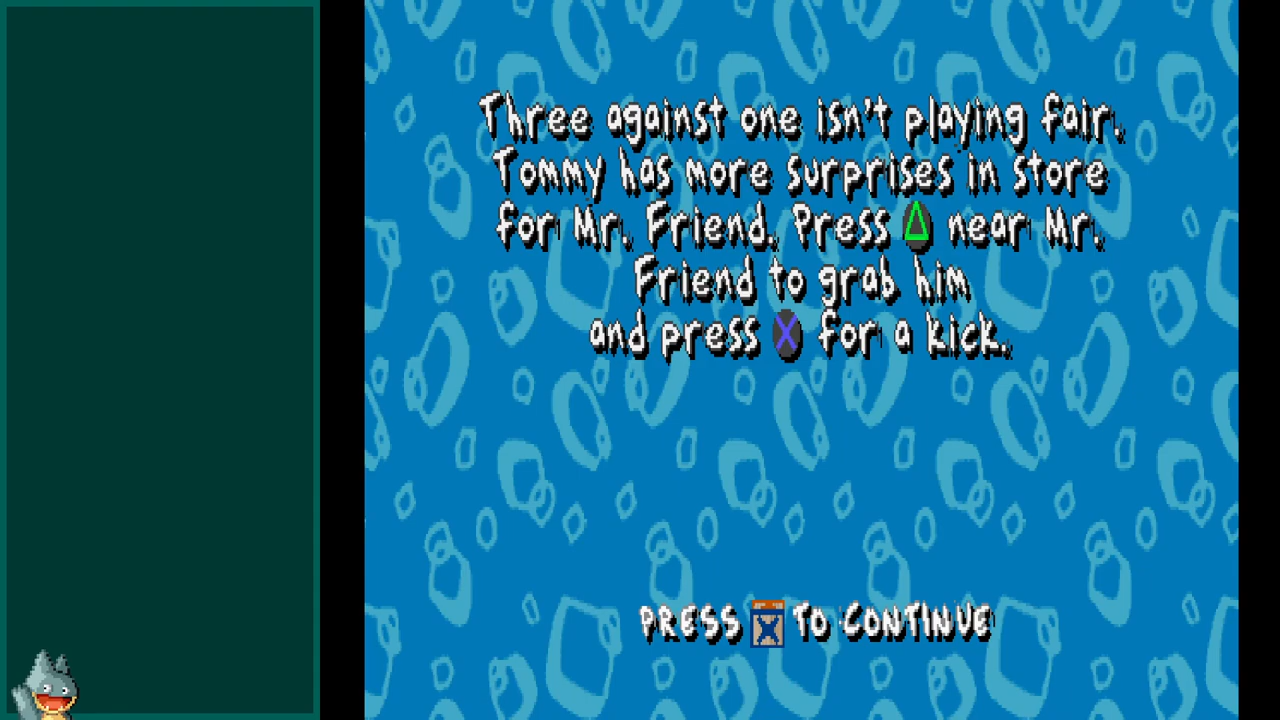 Three against one isn't playing fair.
Tommy has more surprises in store
for Mr. Friend. Press △ near Mr.
Friend to grab him
and press X for a kick.
PRESS X TO CONTINUE